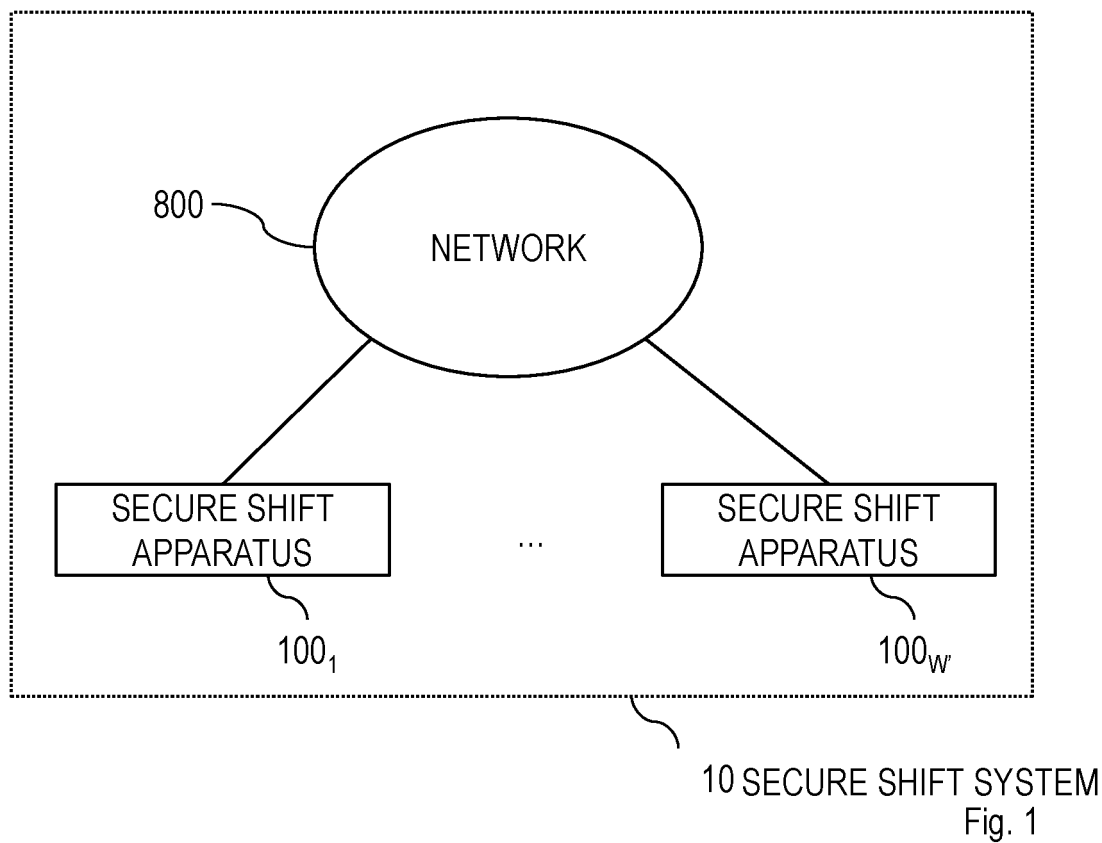 800
NETWORK
SECURE SHIFT
APPARATUS
...
SECURE SHIFT
APPARATUS
100₁
100W'
10 SECURE SHIFT SYSTEM
Fig. 1